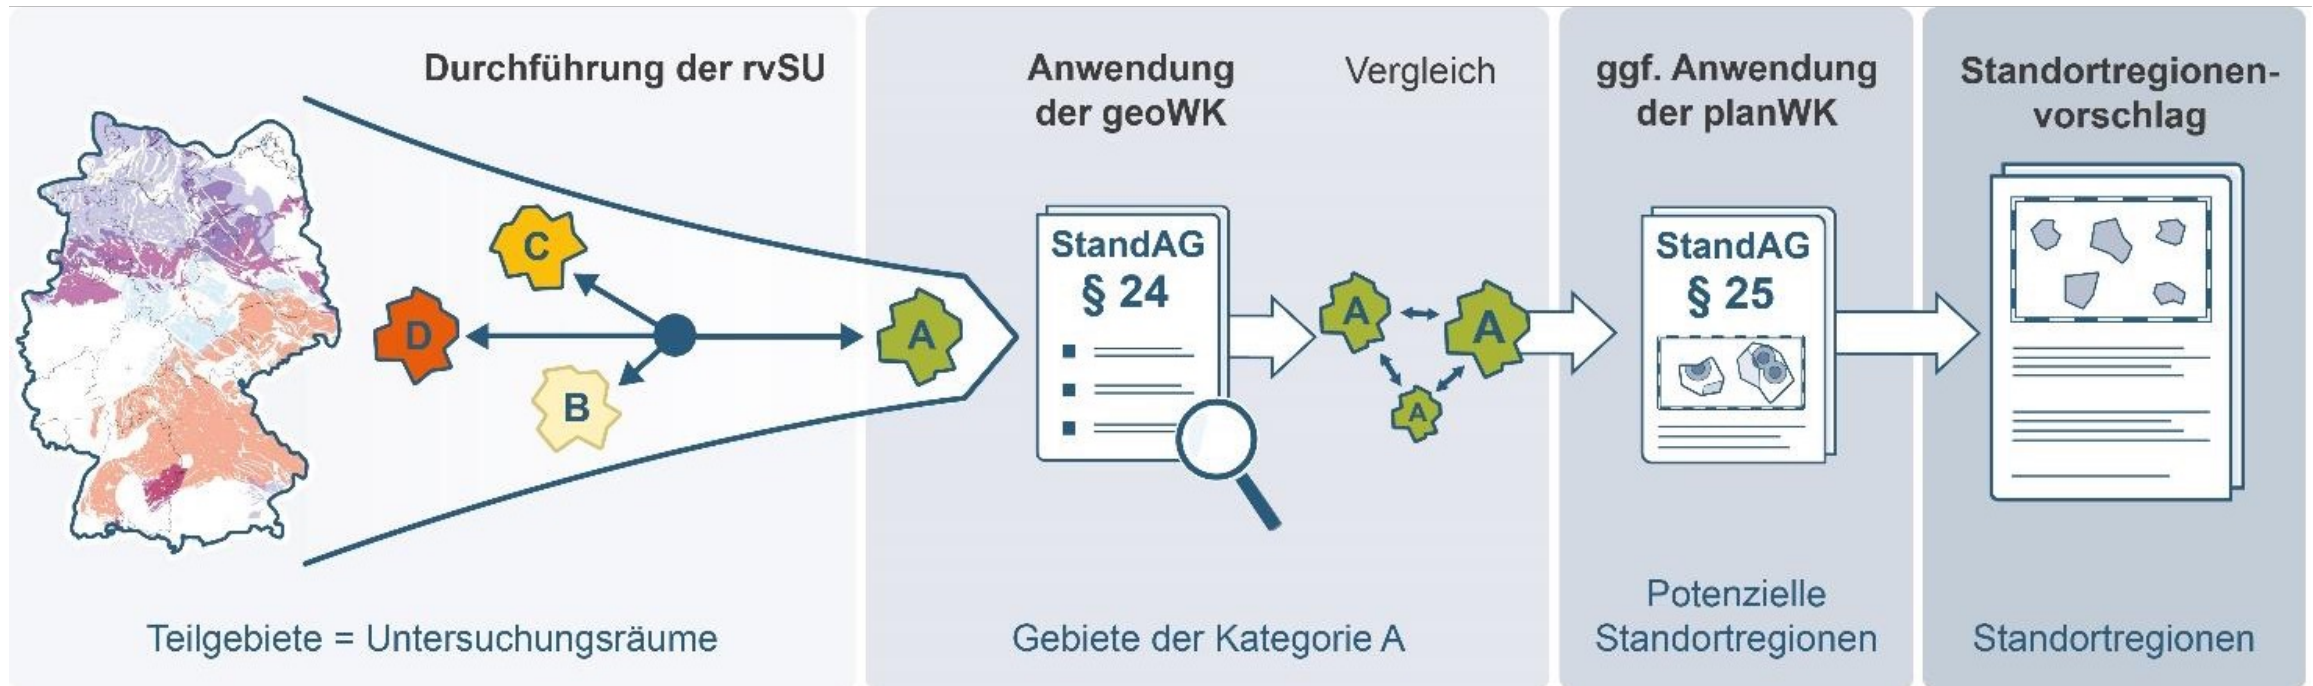 Durchführung der rvSU
C
D
B
A
Teilgebiete = Untersuchungsräume
Anwendung
der geoWK
Vergleich
StandAG
§ 24
A
A
A
Gebiete der Kategorie A
ggf. Anwendung
der planWK
StandAG
§ 25
Potenzielle
Standortregionen
Standortregionen-
vorschlag
Standortregionen